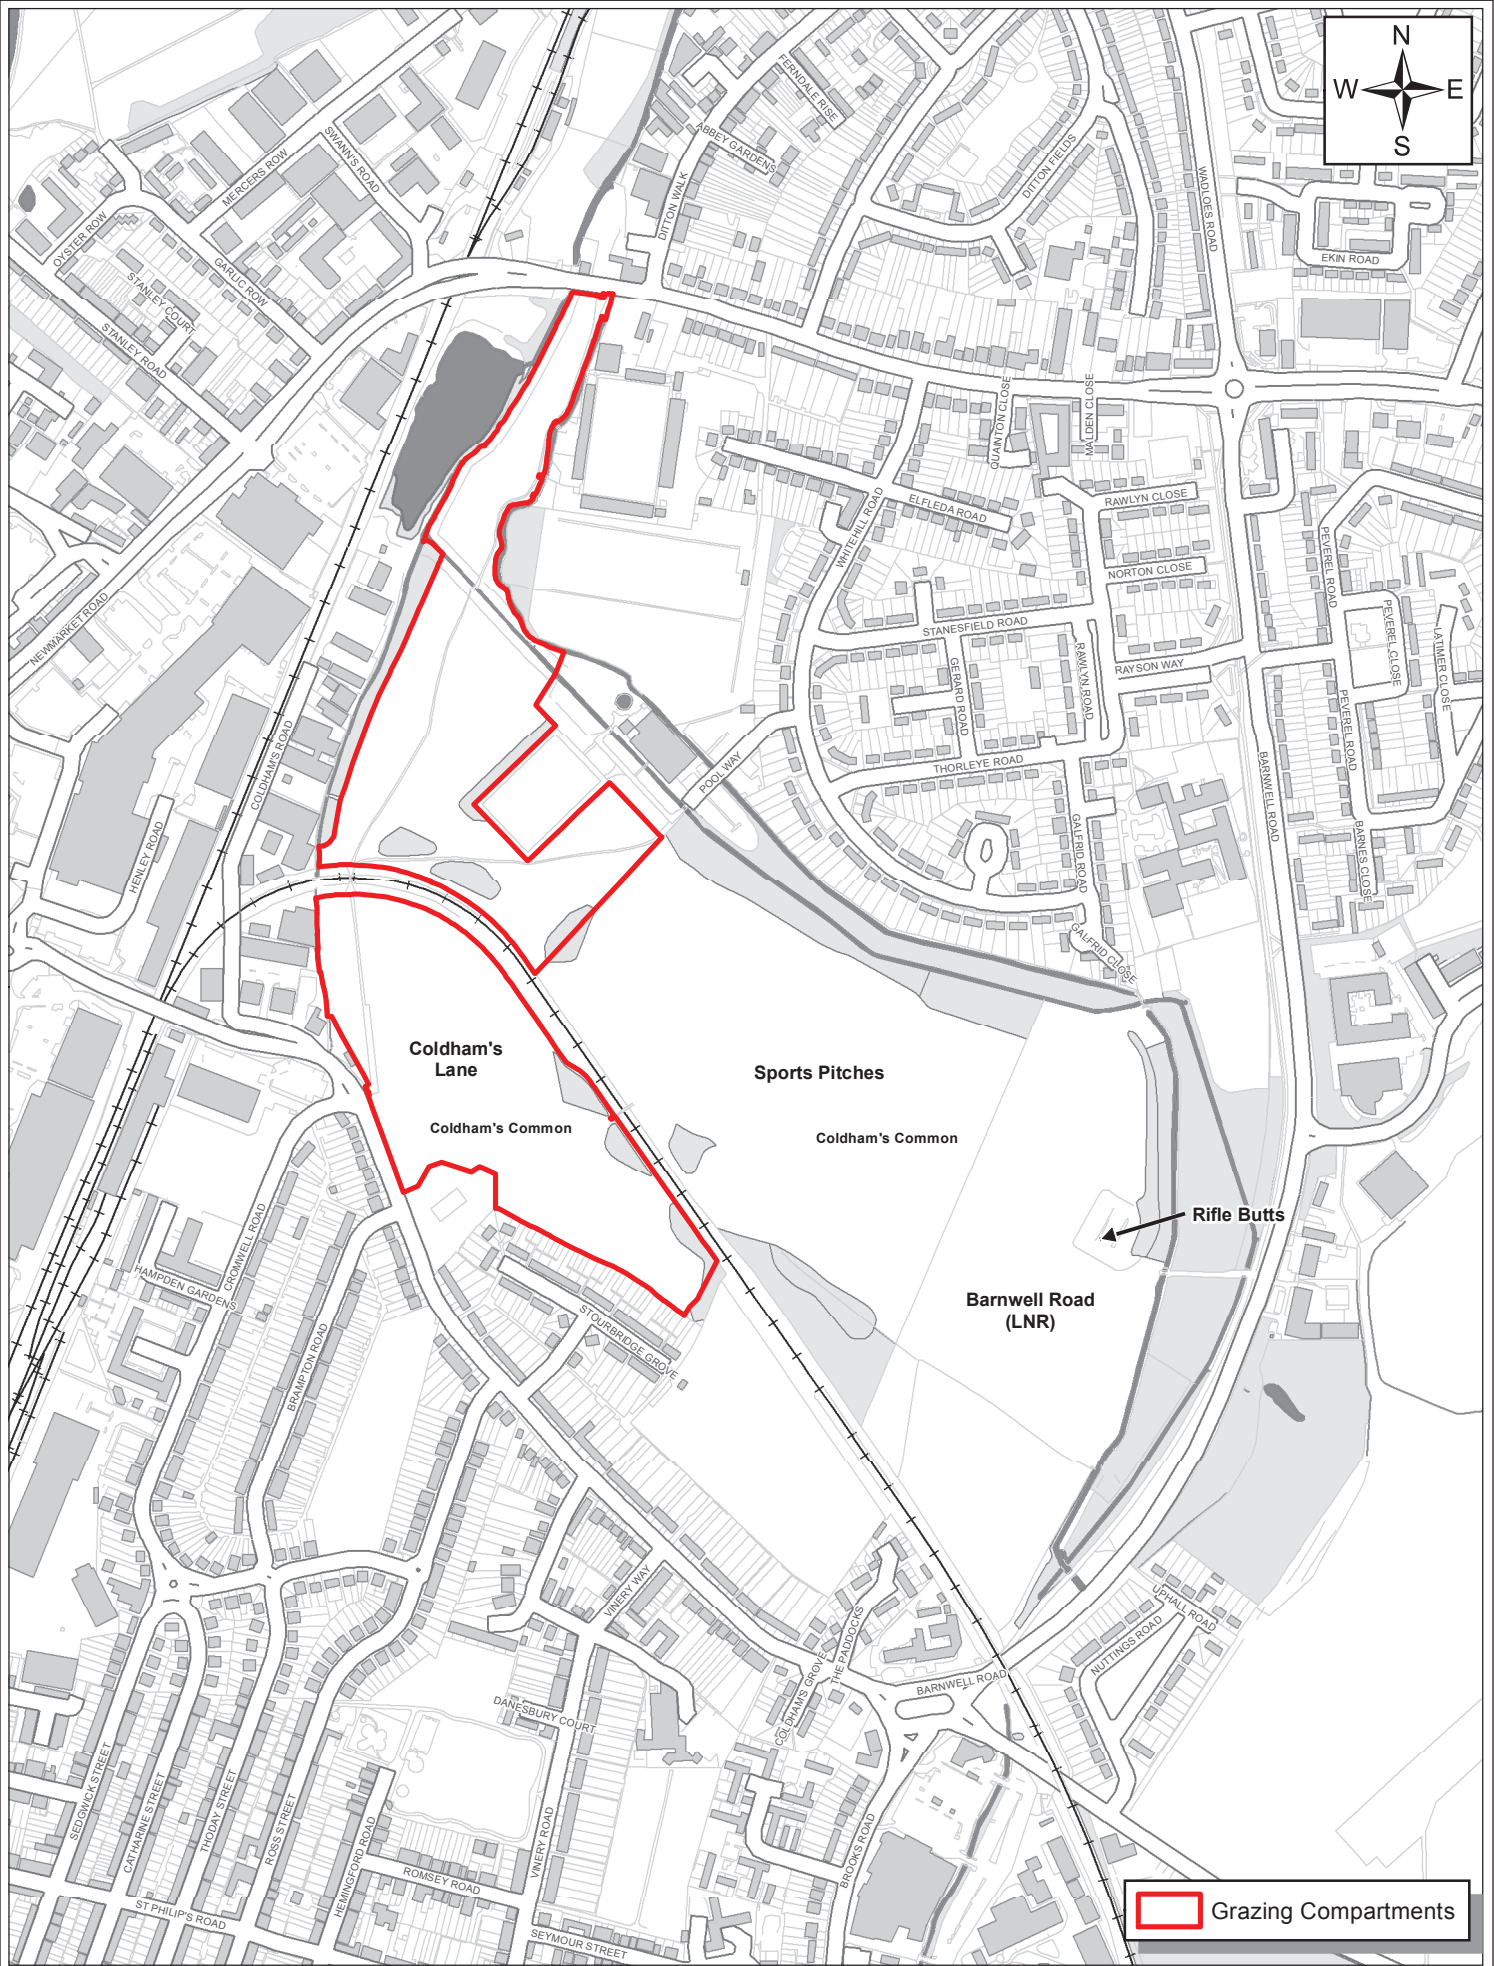 N
W E
S
FERNDALE RISE
ABBEY GARDENS
SWANN'S ROAD
MERCERS ROW
DITTON WALK
DITTON FIELDS
WADLOES ROAD
OYSTER ROW
GARLIC ROW
STANLEY COURT
STANLEY ROAD
EKIN ROAD
QUAINTON CLOSE
MALDEN CLOSE
ELFLEDA ROAD
WHITEHILL ROAD
RAWLYN CLOSE
NORTON CLOSE
PEVEREL ROAD
PEVEREL CLOSE
LATIMER CLOSE
NEWMARKET ROAD
STANESFIELD ROAD
GERARD ROAD
RAWLYN ROAD
RAYSON WAY
PEVEREL ROAD
COLDHAM'S ROAD
POOL WAY
THORLEYE ROAD
BARNWELL ROAD
HENLEY ROAD
GALFRID ROAD
BARNES CLOSE
GALFRID CLOSE
Coldham's
Lane
Sports Pitches
Coldham's Common
Coldham's Common
Rifle Butts
CROMWELL ROAD
HAMPDEN GARDENS
BRAMPTON ROAD
STOURBRIDGE GROVE
Barnwell Road
(LNR)
VINERY WAY
UPHALL ROAD
NUTTINGS ROAD
THE PADDOCKS
COLDHAM'S GROVE
BARNWELL ROAD
DANESBURY COURT
SEDGWICK STREET
CATHARINE STREET
THODAY STREET
ROSS STREET
HEMINGFORD ROAD
VINERY ROAD
BROOKS ROAD
ROMSEY ROAD
ST PHILIP'S ROAD
SEYMOUR STREET
Grazing Compartments